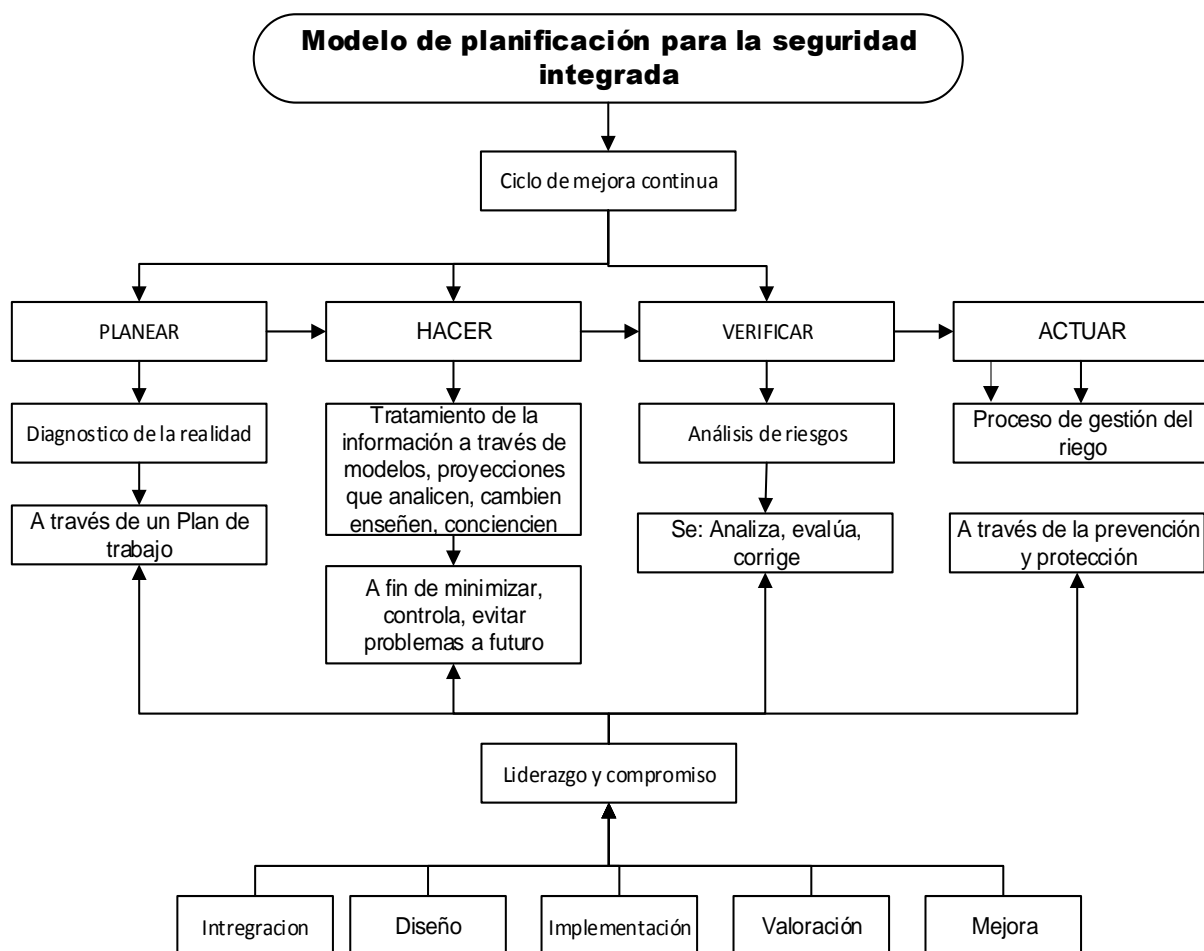 Modelo de planificación para la seguridad
integrada
Ciclo de mejora continua
PLANEAR
HACER
VERIFICAR
ACTUAR
Diagnostico de la realidad
Tratamiento de la
información a través de
modelos, proyecciones
que analicen, cambien
enseñen, conciencien
Análisis de riesgos
Proceso de gestión del
riego
A través de un Plan de
trabajo
A fin de minimizar,
controla, evitar
problemas a futuro
Se: Analiza, evalúa,
corrige
A través de la prevención
y protección
Liderazgo y compromiso
Intregracion
Diseño
Implementación
Valoración
Mejora